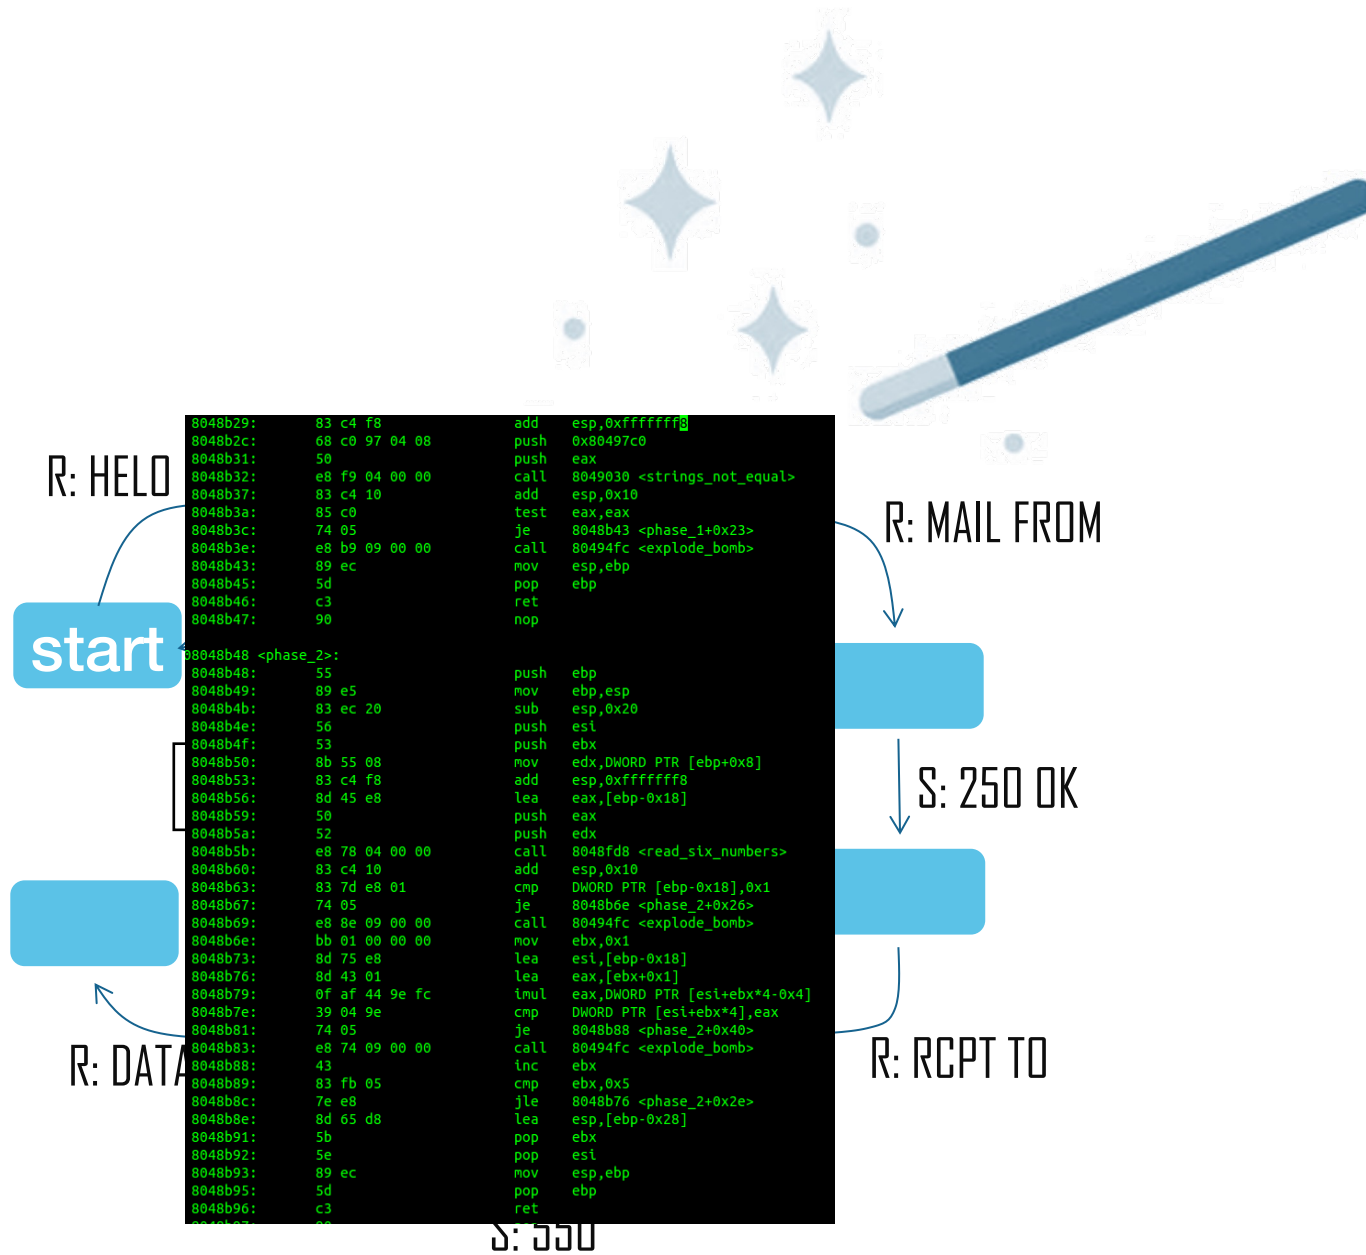 R: HELO
R: MAIL FROM
start
S: 250 OK
R: DATA
R: RCPT TO
S: 550
8048b29: 83 c4 f8 add esp,0xfffffff8
8048b2c: 68 c0 97 04 08 push 0x80497c0
8048b31: 50 push eax
8048b32: e8 f9 04 00 00 call 8049030 <strings_not_equal>
8048b37: 83 c4 10 add esp,0x10
8048b3a: 85 c0 test eax,eax
8048b3c: 74 05 je 8048b43 <phase_1+0x23>
8048b3e: e8 b9 09 00 00 call 80494fc <explode_bomb>
8048b43: 89 ec mov esp,ebp
8048b45: 5d pop ebp
8048b46: c3 ret
8048b47: 90 nop
08048b48 <phase_2>:
8048b48: 55 push ebp
8048b49: 89 e5 mov ebp,esp
8048b4b: 83 ec 20 sub esp,0x20
8048b4e: 56 push esi
8048b4f: 53 push ebx
8048b50: 8b 55 08 mov edx,DWORD PTR [ebp+0x8]
8048b53: 83 c4 f8 add esp,0xfffffff8
8048b56: 8d 45 e8 lea eax,[ebp-0x18]
8048b59: 50 push eax
8048b5a: 52 push edx
8048b5b: e8 78 04 00 00 call 8048fd8 <read_six_numbers>
8048b60: 83 c4 10 add esp,0x10
8048b63: 83 7d e8 01 cmp DWORD PTR [ebp-0x18],0x1
8048b67: 74 05 je 8048b6e <phase_2+0x26>
8048b69: e8 8e 09 00 00 call 80494fc <explode_bomb>
8048b6e: bb 01 00 00 00 mov ebx,0x1
8048b73: 8d 75 e8 lea esi,[ebp-0x18]
8048b76: 8d 43 01 lea eax,[ebx+0x1]
8048b79: 0f af 44 9e fc imul eax,DWORD PTR [esi+ebx*4-0x4]
8048b7e: 39 04 9e cmp DWORD PTR [esi+ebx*4],eax
8048b81: 74 05 je 8048b88 <phase_2+0x40>
8048b83: e8 74 09 00 00 call 80494fc <explode_bomb>
8048b88: 43 inc ebx
8048b89: 83 fb 05 cmp ebx,0x5
8048b8c: 7e e8 jle 8048b76 <phase_2+0x2e>
8048b8e: 8d 65 d8 lea esp,[ebp-0x28]
8048b91: 5b pop ebx
8048b92: 5e pop esi
8048b93: 89 ec mov esp,ebp
8048b95: 5d pop ebp
8048b96: c3 ret